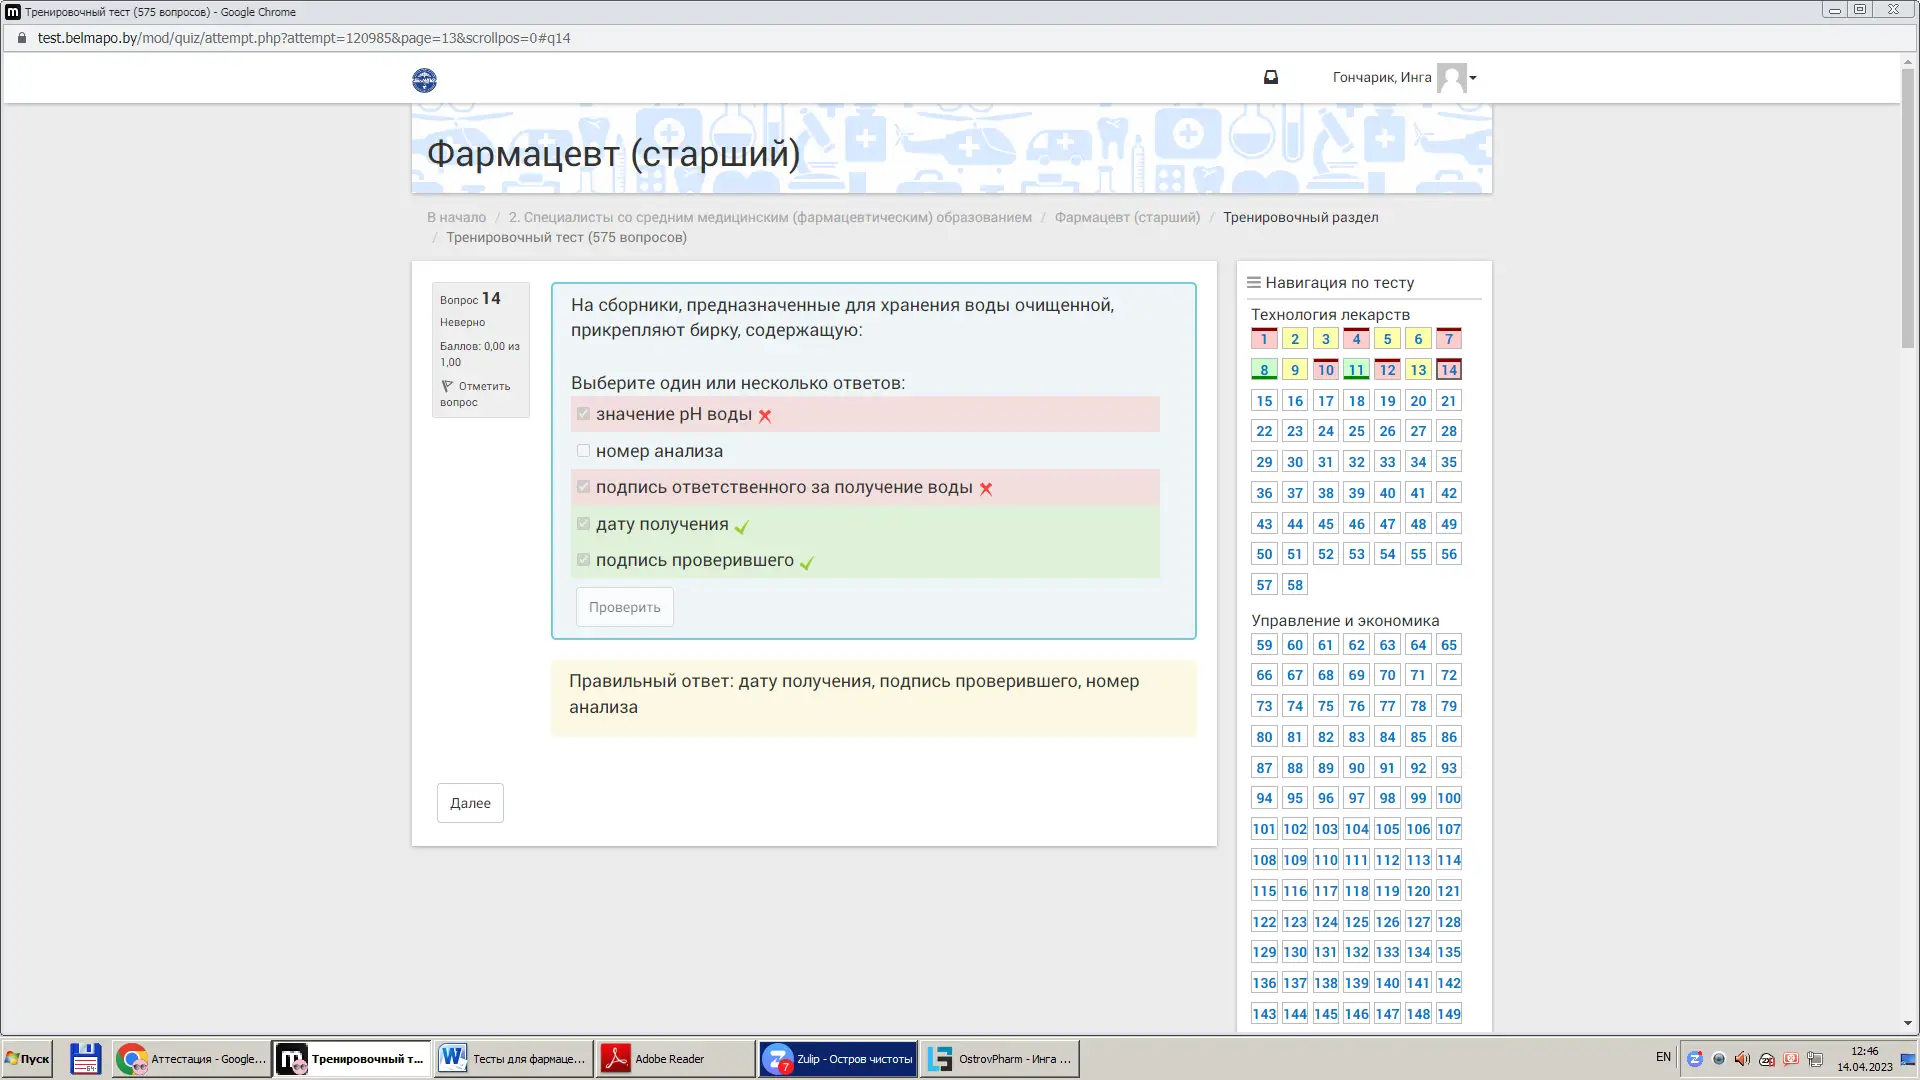 Тренировочный тест (575 вопросов) - Google Chrome
test.belmapo.by/mod/quiz/attempt.php?attempt=120985&page=13&scrollpos=0#q14
Гончарик, Инга
Фармацевт (старший)
В начало / 2. Специалисты со средним медицинским (фармацевтическим) образованием / Фармацевт (старший) / Тренировочный раздел
/ Тренировочный тест (575 вопросов)
Вопрос 14
Неверно
Баллов: 0,00 из
1,00
Отметить
вопрос
На сборники, предназначенные для хранения воды очищенной,
прикрепляют бирку, содержащую:
Выберите один или несколько ответов:
значение pH воды
номер анализа
подпись ответственного за получение воды
дату получения
подпись проверившего
Проверить
Правильный ответ: дату получения, подпись проверившего, номер
анализа
Далее
Навигация по тесту
Технология лекарств
1 2 3 4 5 6 7
8 9 10 11 12 13 14
15 16 17 18 19 20 21
22 23 24 25 26 27 28
29 30 31 32 33 34 35
36 37 38 39 40 41 42
43 44 45 46 47 48 49
50 51 52 53 54 55 56
57 58
Управление и экономика
59 60 61 62 63 64 65
66 67 68 69 70 71 72
73 74 75 76 77 78 79
80 81 82 83 84 85 86
87 88 89 90 91 92 93
94 95 96 97 98 99 100
101 102 103 104 105 106 107
108 109 110 111 112 113 114
115 116 117 118 119 120 121
122 123 124 125 126 127 128
129 130 131 132 133 134 135
136 137 138 139 140 141 142
143 144 145 146 147 148 149
Пуск
Аттестация - Google...
Тренировочный т...
Тесты для фармаце...
Adobe Reader
7
Zulip - Остров чистоты
OstrovPharm - Инга ...
EN
12:46
14.04.2023